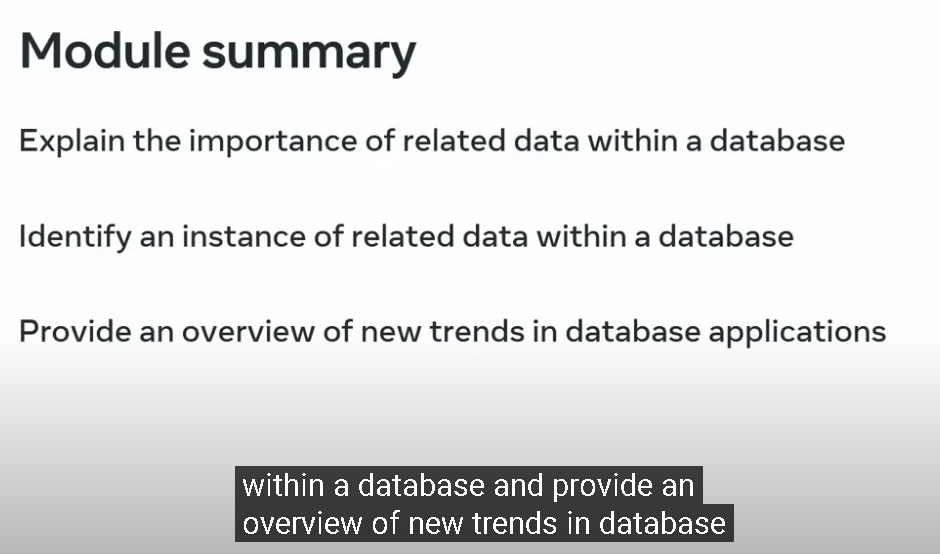 Module summary
Explain the importance of related data within a database
Identify an instance of related data within a database
Provide an overview of new trends in database applications
within a database and provide an
overview of new trends in database